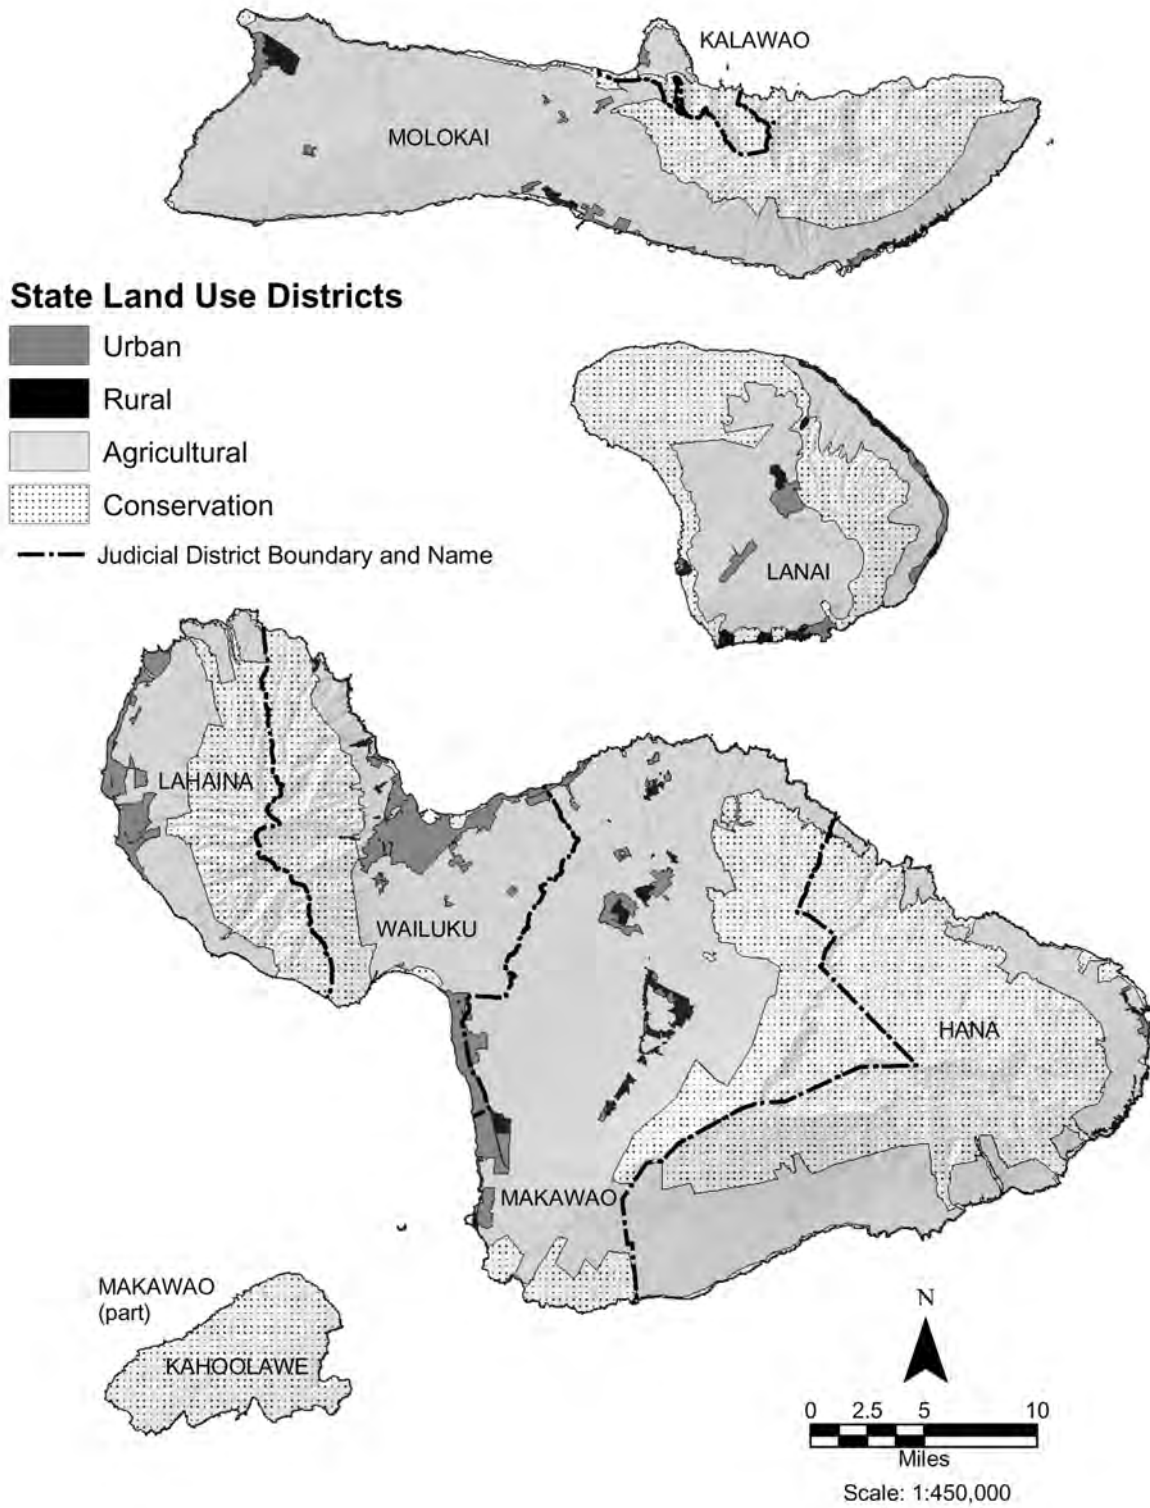 KALAWAO
MOLOKAI
State Land Use Districts
Urban
Rural
Agricultural
Conservation
Judicial District Boundary and Name
LANAI
LAHAINA
WAILUKU
HANA
MAKAWAO
MAKAWAO
(part)
KAHOOLAWE
N
0 2.5 5 10
Miles
Scale: 1:450,000